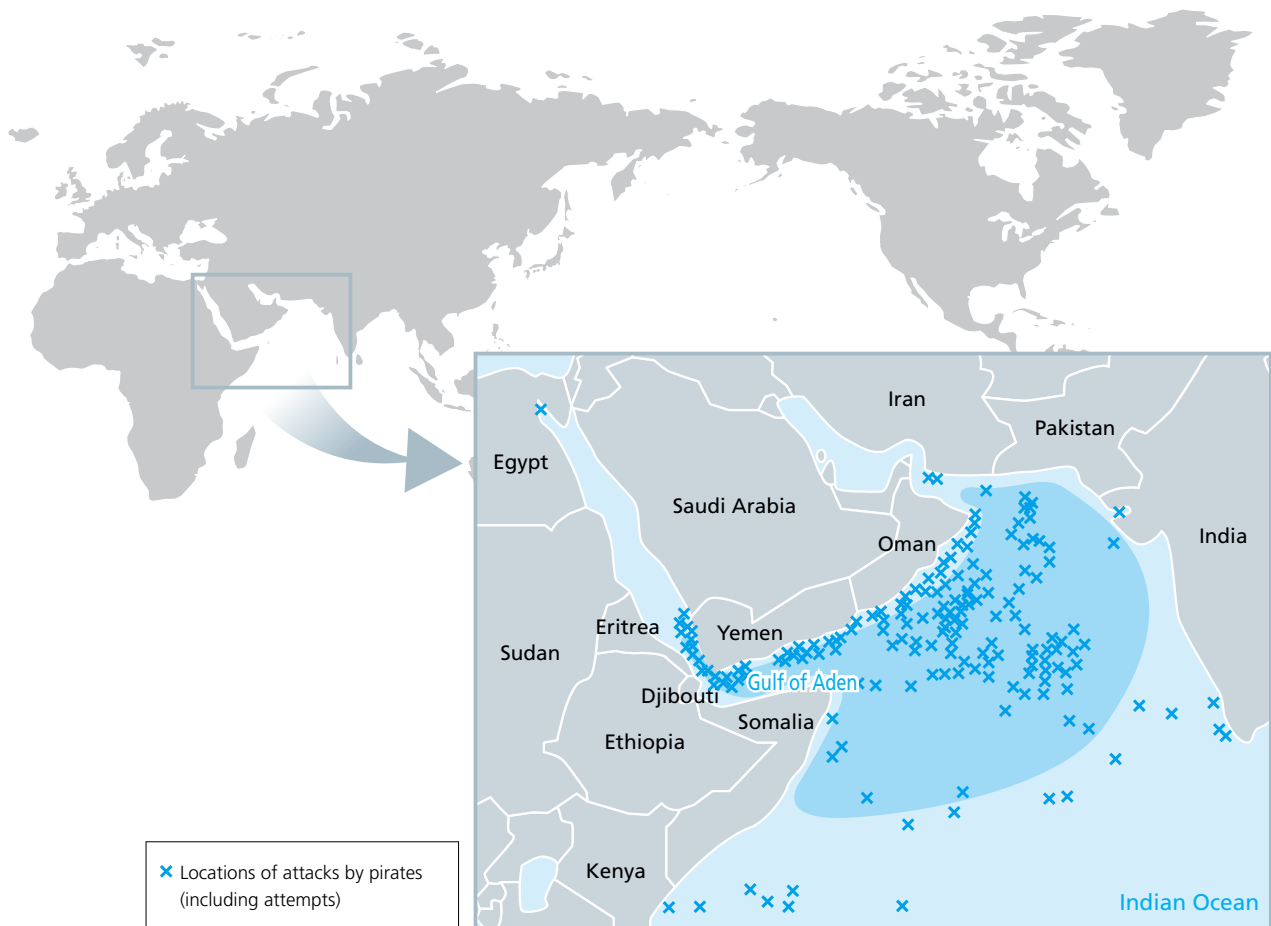 Iran
Pakistan
Egypt
Saudi Arabia
India
Oman
Eritrea
Yemen
Sudan
Gulf of Aden
Djibouti
Somalia
Ethiopia
Kenya
Locations of attacks by pirates
(including attempts)
Indian Ocean